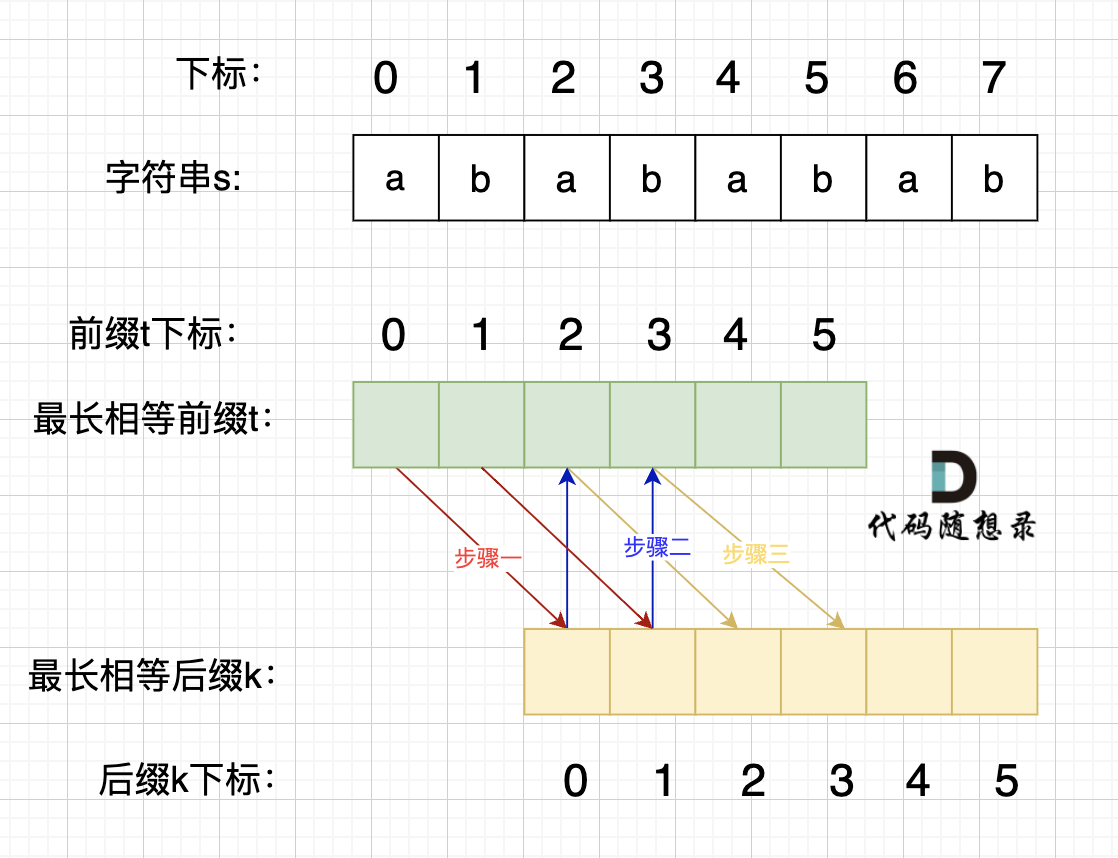 下标： 0 1 2 3 4 5 6 7
字符串s: a b a b a b a b
前缀t下标： 0 1 2 3 4 5
最长相等前缀t：
代码随想录
步骤一 步骤二 步骤三
最长相等后缀k：
后缀k下标： 0 1 2 3 4 5